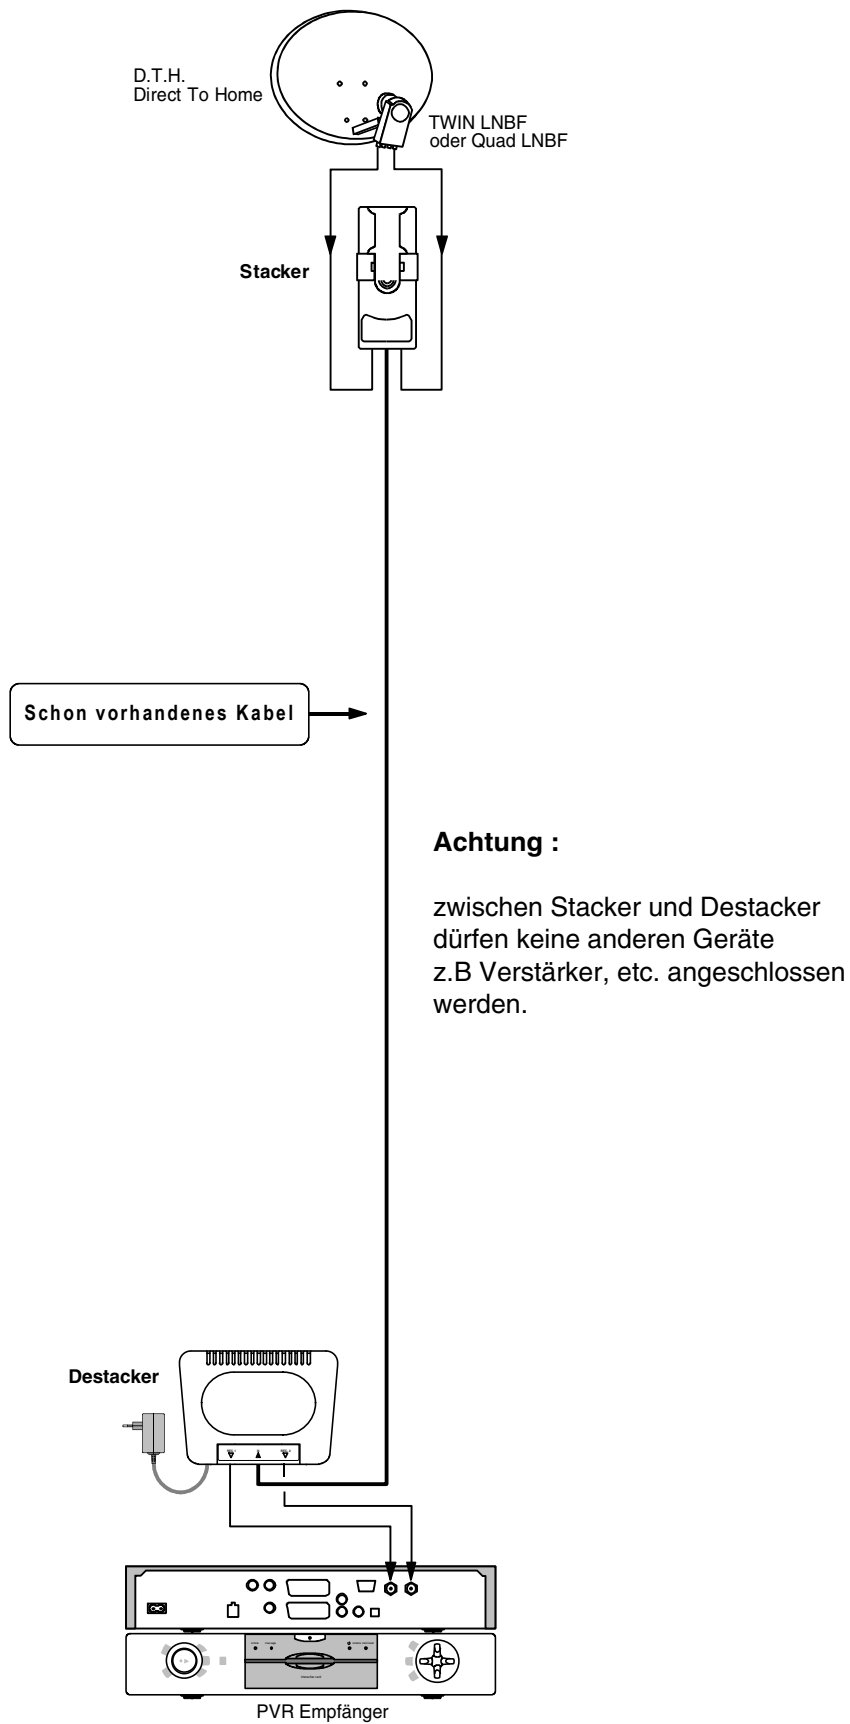 D.T.H.
Direct To Home
TWIN LNBF
oder Quad LNBF
Stacker
Schon vorhandenes Kabel
Achtung :
zwischen Stacker und Destacker
dürfen keine anderen Geräte
z.B Verstärker, etc. angeschlossen
werden.
Destacker
PVR Empfänger